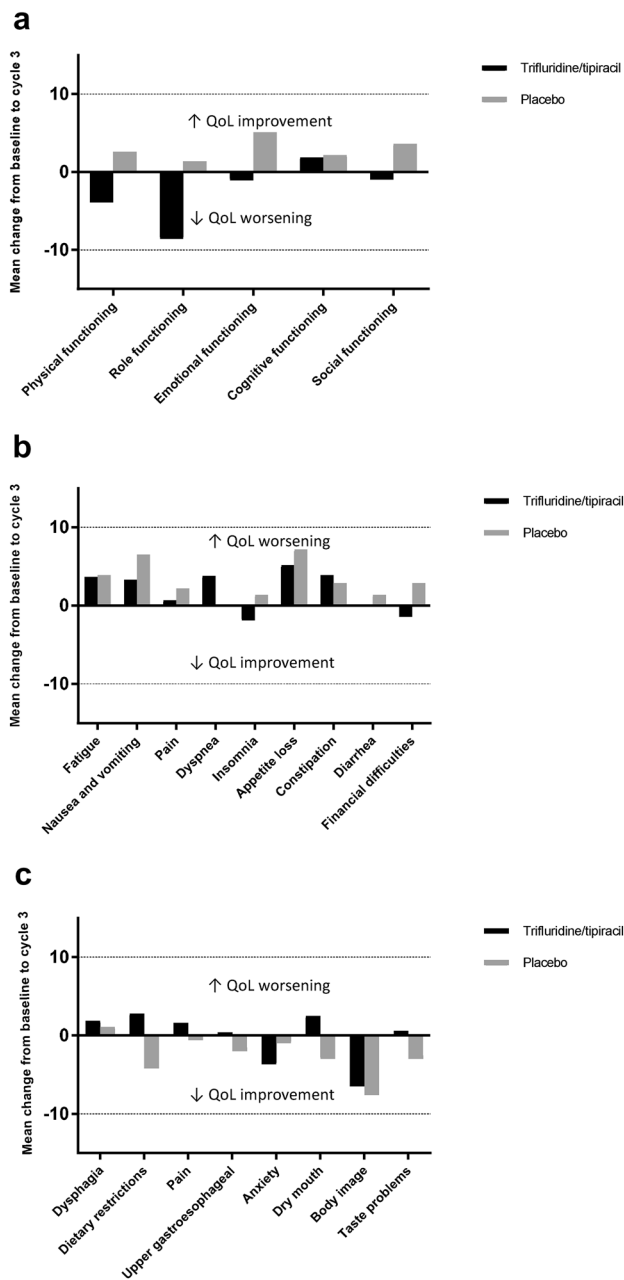 a
Mean change from baseline to cycle 3
10
0
-10
↑ QoL improvement
↓ QoL worsening
Trifluridine/tipiracil
Placebo
Physical functioning
Role functioning
Emotional functioning
Cognitive functioning
Social functioning
b
Mean change from baseline to cycle 3
10
0
-10
↑ QoL worsening
↓ QoL improvement
Trifluridine/tipiracil
Placebo
Fatigue
Nausea and vomiting
Pain
Dyspnea
Insomnia
Appetite loss
Constipation
Diarrhea
Financial difficulties
c
Mean change from baseline to cycle 3
10
0
-10
↑ QoL worsening
↓ QoL improvement
Trifluridine/tipiracil
Placebo
Dysphagia
Dietary restrictions
Pain
Upper gastroesophageal
Anxiety
Dry mouth
Body image
Taste problems